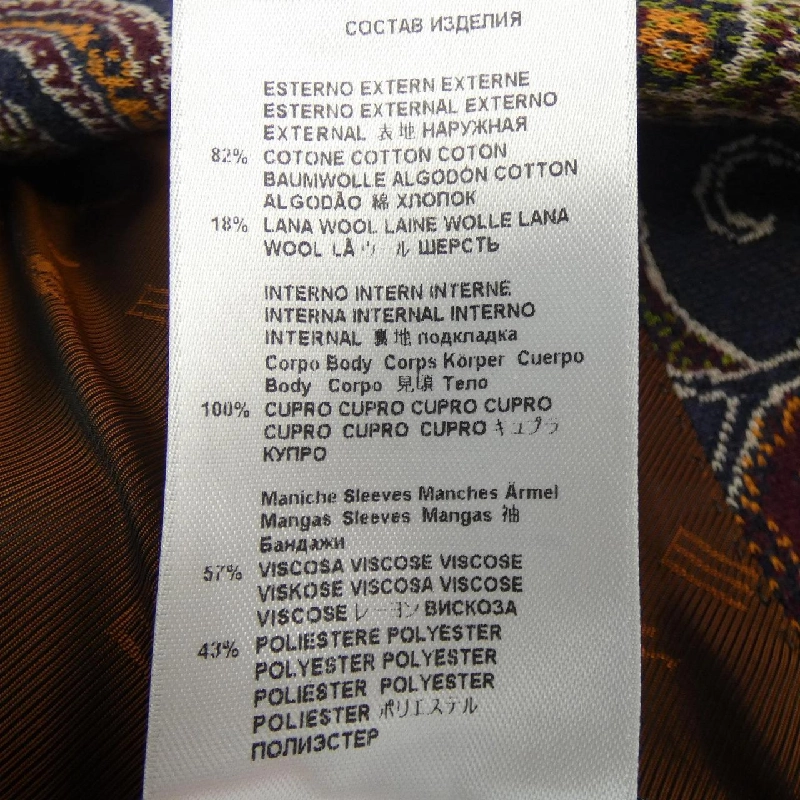 СОСТАВ ИЗДЕЛИЯ
ESTERNO EXTERN EXTERNE
ESTERNO EXTERNAL EXTERNO
EXTERNAL 表地 НАРУЖНАЯ
82% COTONE COTTON COTON
BAUMWOLLE ALGODÓN COTTON
ALGODÃO 綿 ХЛОПОК
18% LANA WOOL LAINE WOLLE LANA
WOOL LÃ ウール ШЕРСТЬ
INTERNO INTERN INTERNE
INTERNA INTERNAL INTERNO
INTERNAL 裏地 подкладка
Corpo Body Corps Körper Cuerpo
Body Corpo 見頃 Тело
100% CUPRO CUPRO CUPRO CUPRO
CUPRO CUPRO CUPRO キュプラ
КУПРО
Maniche Sleeves Manches Ärmel
Mangas Sleeves Mangas 袖
Бандажи
57% VISCOSA VISCOSE VISCOSE
VISKOSE VISCOSA VISCOSE
VISCOSE レーヨン ВИСКОЗА
43% POLIESTERE POLYESTER
POLYESTER POLYESTER
POLIESTER POLYESTER
POLIESTER ポリエステル
ПОЛИЭСТЕР